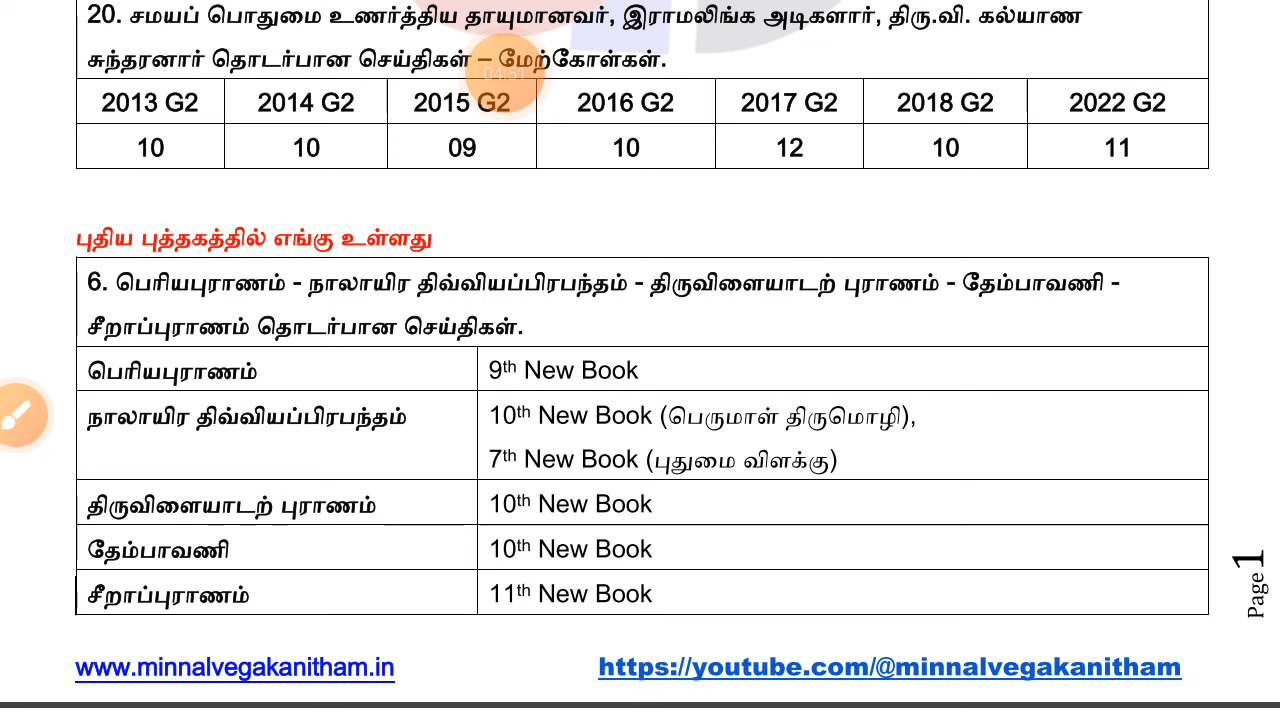 20. சமயப் பொதுமை உணர்த்திய தாயுமானவர், இராமலிங்க அடிகளார், திரு.வி. கல்யாண
சுந்தரனார் தொடர்பான செய்திகள் – மேற்கோள்கள்.
04:51
2013 G2 2014 G2 2015 G2 2016 G2 2017 G2 2018 G2 2022 G2
10 10 09 10 12 10 11
புதிய புத்தகத்தில் எங்கு உள்ளது
6. பெரியபுராணம் - நாலாயிர திவ்வியப்பிரபந்தம் - திருவிளையாடற் புராணம் - தேம்பாவணி -
சீறாப்புராணம் தொடர்பான செய்திகள்.
பெரியபுராணம் 9th New Book
நாலாயிர திவ்வியப்பிரபந்தம் 10th New Book (பெருமாள் திருமொழி),
7th New Book (புதுமை விளக்கு)
திருவிளையாடற் புராணம் 10th New Book
தேம்பாவணி 10th New Book
சீறாப்புராணம் 11th New Book
Page 1
www.minnalvegakanitham.in https://youtube.com/@minnalvegakanitham